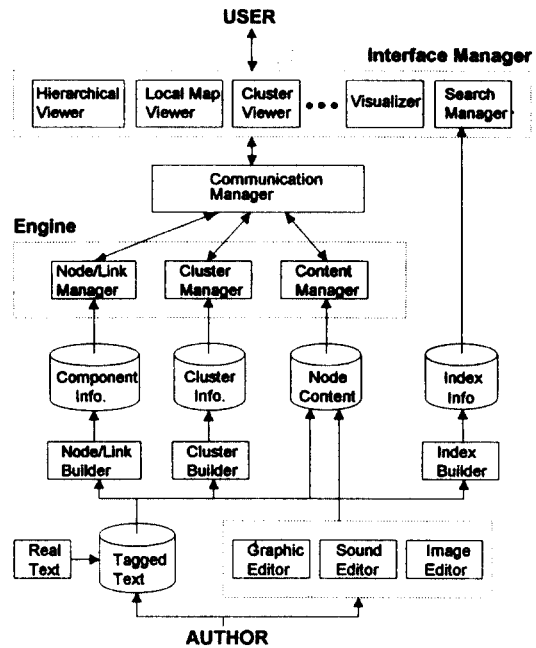 USER
Interface Manager
Hierarchical
Viewer
Local Map
Viewer
Cluster
Viewer
Visualizer
Search
Manager
Communication
Manager
Engine
Node/Link
Manager
Cluster
Manager
Content
Manager
Component
Info.
Cluster
Info.
Node
Content
Index
Info
Node/Link
Builder
Cluster
Builder
Index
Builder
Real
Text
Tagged
Text
Graphic
Editor
Sound
Editor
Image
Editor
AUTHOR